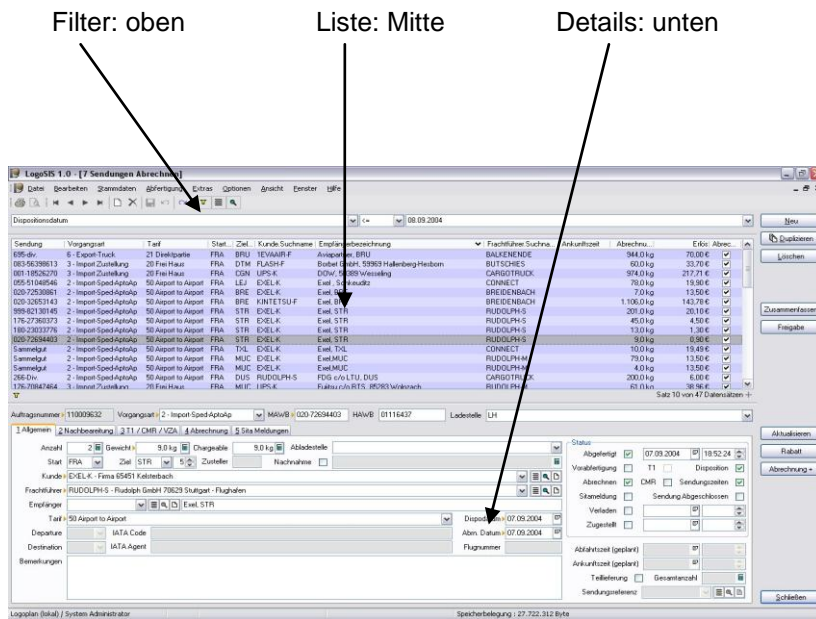 Filter: oben Liste: Mitte Details: unten
LogoSIS 1.0 - [7 Sendungen Abrechnen]
Datei Bearbeiten Stammdaten Abfertigung Extras Optionen Ansicht Fenster Hilfe
Dispositionsdatum <= 08.09.2004 Neu
Duplizieren
Löschen
Zusammenfassen
Freigabe
Sendung Vorgangsart Tarif Start... Ziel... Kunde.Suchname Empfängerbezeichnung Frachtführer.Suchna... Ankunftszeit Abrechnu... Erlös Abrec...
695-div. 6 - Export-Truck 21 Direktpartie FRA BRU 1EVAAIR-F Aviapartner, BRU BALKENENDE 944,0 kg 70,00 €
083-56398613 3 - Import Zustellung 20 Frei Haus FRA DTM FLASH-F Borbet GmbH, 59969 Hallenberg-Hesborn BUTSCHIES 60,0 kg 33,70 €
001-18526270 3 - Import Zustellung 20 Frei Haus FRA CGN UPS-K DOW, 50389 Wesseling CARGOTRUCK 974,0 kg 217,71 €
055-51048546 2 - Import-Sped-AptoAp 50 Airport to Airport FRA LEJ EXEL-K Exel, Schkeuditz CONNECT 78,0 kg 19,90 €
020-72530861 2 - Import-Sped-AptoAp 50 Airport to Airport FRA BRE EXEL-K Exel, BRE BREIDENBACH 7,0 kg 13,50 €
020-32653143 2 - Import-Sped-AptoAp 50 Airport to Airport FRA BRE KINTETSU-F Exel, BRE BREIDENBACH 1.106,0 kg 143,78 €
999-82130145 2 - Import-Sped-AptoAp 50 Airport to Airport FRA STR EXEL-K Exel, STR RUDOLPH-S 201,0 kg 20,10 €
176-27360373 2 - Import-Sped-AptoAp 50 Airport to Airport FRA STR EXEL-K Exel, STR RUDOLPH-S 45,0 kg 4,50 €
180-23033776 2 - Import-Sped-AptoAp 50 Airport to Airport FRA STR EXEL-K Exel, STR RUDOLPH-S 13,0 kg 1,30 €
020-72694403 2 - Import-Sped-AptoAp 50 Airport to Airport FRA STR EXEL-K Exel, STR RUDOLPH-S 9,0 kg 0,90 €
Sammelgut 2 - Import-Sped-AptoAp 50 Airport to Airport FRA TXL EXEL-K Exel, TXL CONNECT 10,0 kg 19,49 €
Sammelgut 2 - Import-Sped-AptoAp 50 Airport to Airport FRA MUC EXEL-K Exel,MUC RUDOLPH-M 79,0 kg 13,50 €
Sammelgut 2 - Import-Sped-AptoAp 50 Airport to Airport FRA MUC EXEL-K Exel,MUC RUDOLPH-M 4,0 kg 13,50 €
266-Div. 2 - Import-Sped-AptoAp 50 Airport to Airport FRA DUS RUDOLPH-S FDG c/o LTU, DUS CARGOTRUCK 200,0 kg 6,00 €
176-70847464 3 - Import Zustellung 20 Frei Haus FRA MUC UPS-K Fujitsu c/o RTS, 85283 Wolnzach RUDOLPH-M 61,0 kg 38,96 €
Satz 10 von 47 Datensätzen
Auftragsnummer 110009632 Vorgangsart 2 - Import-Sped-AptoAp MAWB 020-72694403 HAWB 01116437 Ladestelle LH
1 Allgemein 2 Nachbearbeitung 3 T1 / CMR / VZA 4 Abrechnung 5 Sita Meldungen
Anzahl 2 Gewicht 9,0 kg Chargeable 9,0 kg Abladestelle
Start FRA Ziel STR 5 Zusteller Nachnahme
Kunde EXEL-K - Firma 65451 Kelsterbach
Frachtführer RUDOLPH-S - Rudolph GmbH 70629 Stuttgart - Flughafen
Empfänger Exel, STR
Tarif 50 Airport to Airport Dispodatum 07.09.2004
Departure IATA Code Abrn. Datum 07.09.2004
Destination IATA Agent Flugnummer
Bemerkungen
Status
Abgefertigt 07.09.2004 18:52:24
Vorabfertigung T1 Disposition
Abrechnen CMR Sendungszeiten
Sitameldung Sendung Abgeschlossen
Verladen
Zugestellt
Abfahrtszeit (geplant)
Ankunftszeit (geplant)
Teillieferung Gesamtanzahl
Sendungsreferenz
Aktualisieren
Rabatt
Abrechnung +
Schließen
Logoplan (lokal) / System Administrator Speicherbelegung : 27.722.312 Byte